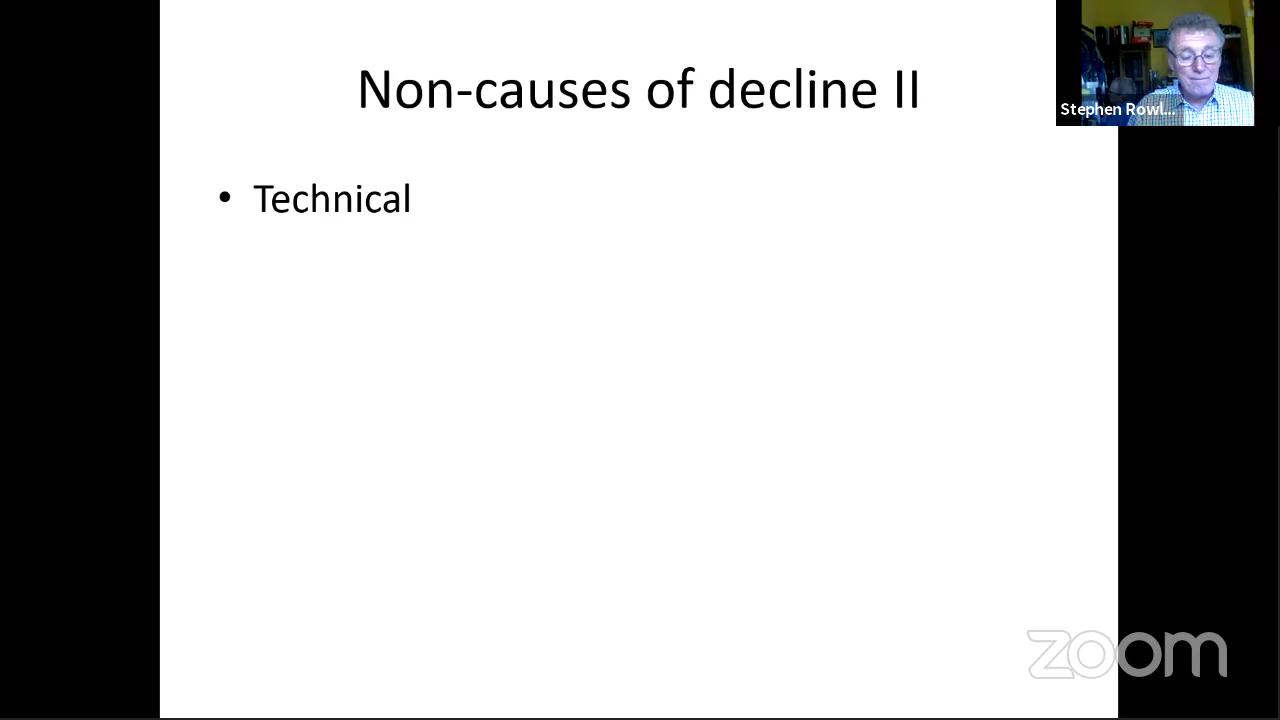 Non-causes of decline II
Stephen Rowl...
• Technical
zoom